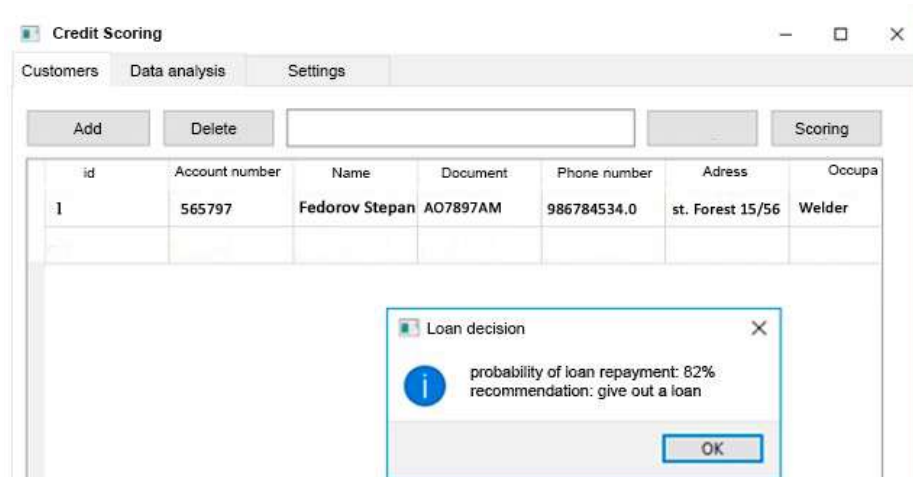 Credit Scoring
Customers Data analysis Settings
Add Delete Scoring
id Account number Name Document Phone number Adress Occupa
1 565797 Fedorov Stepan AO7897AM 986784534.0 st. Forest 15/56 Welder
Loan decision
probability of loan repayment: 82%
recommendation: give out a loan
OK